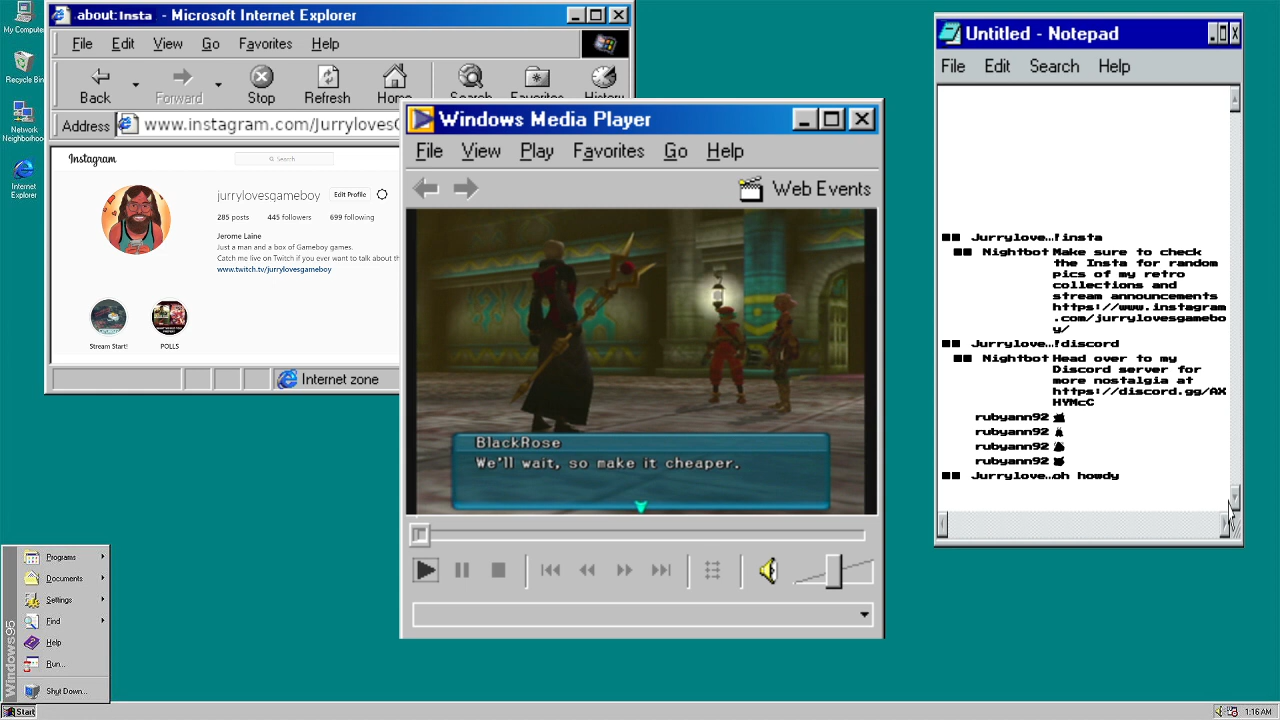 My Compute
Recycle Bin
Network
Neighborhoo
Internet
Explorer
about:Insta - Microsoft Internet Explorer
File Edit View Go Favorites Help
Back Forward Stop Refresh Home Search Favorites History
Address www.instagram.com/JurrylovesG
Instagram
Search
jurrylovesgameboy Edit Profile
285 posts 445 followers 699 following
Jerome Laine
Just a man and a box of Gameboy games.
Catch me live on Twitch if you ever want to talk about th
www.twitch.tv/jurrylovesgameboy
Stream Start! POLLS
Internet zone
Windows Media Player
File View Play Favorites Go Help
Web Events
BlackRose
We'll wait, so make it cheaper.
Untitled - Notepad
File Edit Search Help
Jurrylove…!insta
Nightbot Make sure to check
the Insta for random
pics of my retro
collections and
stream announcements
https://www.instagram
.com/jurrylovesgamebo
y/
Jurrylove…!discord
Nightbot Head over to my
Discord server for
more nostalgia at
https://discord.gg/AX
HYMcC
rubyann92
rubyann92
rubyann92
rubyann92
Jurrylove…oh howdy
Programs
Documents
Settings
Find
Help
Run...
Shut Down...
Windows95
Start
1:16 AM